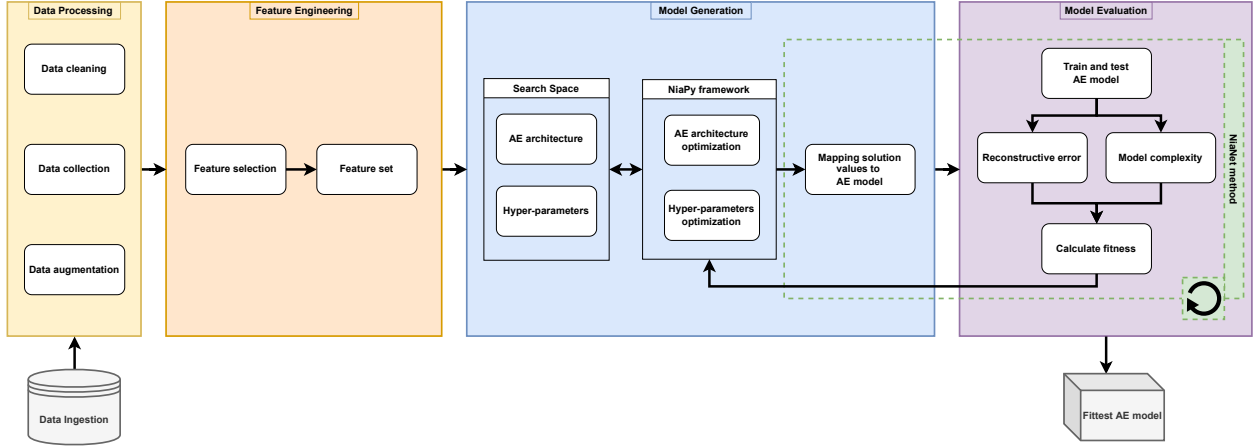 Data Processing
Data cleaning
Data collection
Data augmentation
Data Ingestion
Feature Engineering
Feature selection
Feature set
Model Generation
Search Space
AE architecture
Hyper-parameters
NiaPy framework
AE architecture
optimization
Hyper-parameters
optimization
Mapping solution
values to
AE model
Model Evaluation
Train and test
AE model
Reconstructive error
Model complexity
Calculate fitness
NiaNet method
Fittest AE model